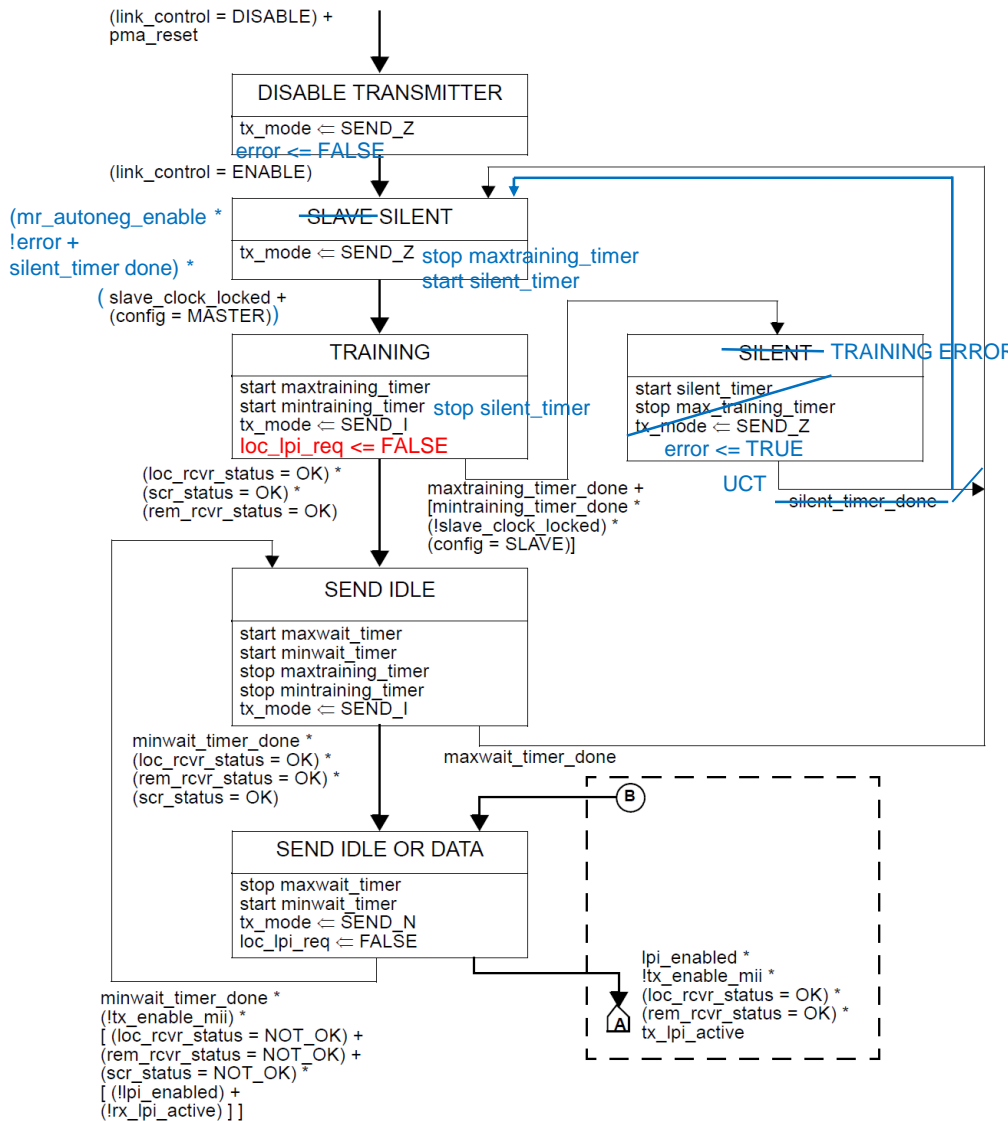 (link_control = DISABLE) +
pma_reset
DISABLE TRANSMITTER
tx_mode ⇐ SEND_Z
error <= FALSE
(link_control = ENABLE)
(mr_autoneg_enable *
!error +
silent_timer done) *
SLAVE SILENT
tx_mode ⇐ SEND_Z
stop maxtraining_timer
start silent_timer
( slave_clock_locked +
(config = MASTER))
TRAINING
start maxtraining_timer
start mintraining_timer stop silent_timer
tx_mode ⇐ SEND_I
loc_lpi_req <= FALSE
SILENT TRAINING ERROR
start silent_timer
stop max_training_timer
tx_mode ⇐ SEND_Z
error <= TRUE
UCT
silent_timer_done
(loc_rcvr_status = OK) *
(scr_status = OK) *
(rem_rcvr_status = OK)
maxtraining_timer_done +
[mintraining_timer_done *
(!slave_clock_locked) *
(config = SLAVE)]
SEND IDLE
start maxwait_timer
start minwait_timer
stop maxtraining_timer
stop mintraining_timer
tx_mode ⇐ SEND_I
minwait_timer_done *
(loc_rcvr_status = OK) *
(rem_rcvr_status = OK) *
(scr_status = OK)
maxwait_timer_done
B
SEND IDLE OR DATA
stop maxwait_timer
start minwait_timer
tx_mode ⇐ SEND_N
loc_lpi_req ⇐ FALSE
lpi_enabled *
!tx_enable_mii *
(loc_rcvr_status = OK) *
(rem_rcvr_status = OK) *
tx_lpi_active
A
minwait_timer_done *
(!tx_enable_mii) *
[ (loc_rcvr_status = NOT_OK) +
(rem_rcvr_status = NOT_OK) +
(scr_status = NOT_OK) *
[ (!lpi_enabled) +
(!rx_lpi_active) ] ]